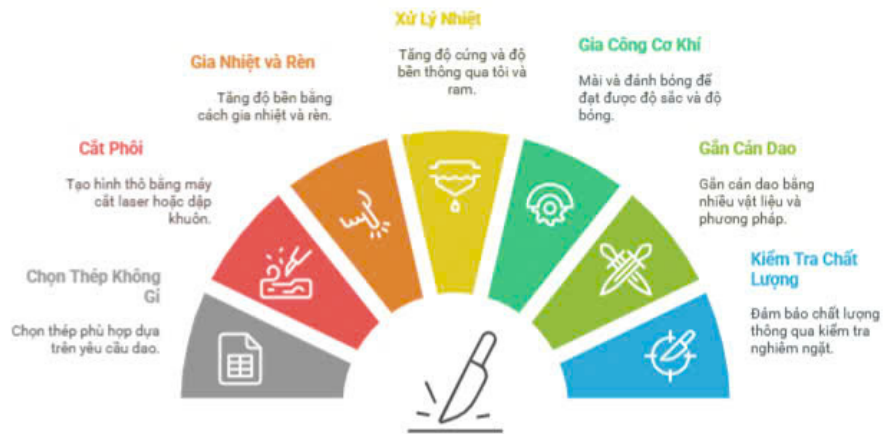 Chọn Thép Không
Gỉ
Chọn thép phù hợp dựa
trên yêu cầu dao.
Cắt Phôi
Tạo hình thô bằng máy
cắt laser hoặc dập
khuôn.
Gia Nhiệt và Rèn
Tăng độ bền bằng
cách gia nhiệt và rèn.
Xử Lý Nhiệt
Tăng độ cứng và độ
bền thông qua tôi và
ram.
Gia Công Cơ Khí
Mài và đánh bóng để
đạt được độ sắc và độ
bóng.
Gắn Cán Dao
Gắn cán dao bằng
nhiều vật liệu và
phương pháp.
Kiểm Tra Chất
Lượng
Đảm bảo chất lượng
thông qua kiểm tra
nghiêm ngặt.